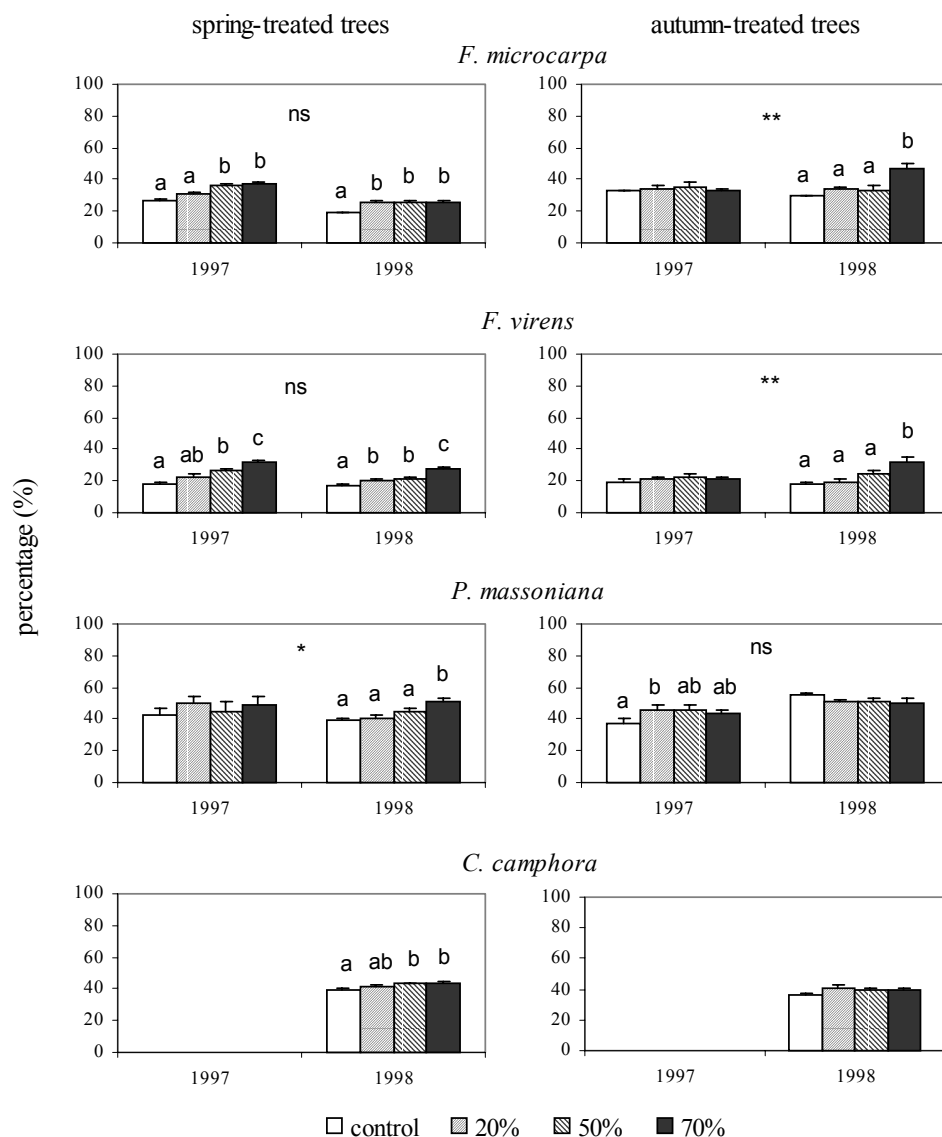 spring-treated trees autumn-treated trees
F. microcarpa
100 100
80 ns 80 **
60 60 b
40 a a b b a b b b 40 a a a
20 20
0 0
1997 1998 1997 1998
F. virens
100 100
80 ns 80 **
60 60
40 a ab b c a b b c 40 a a a b
20 20
0 0
1997 1998 1997 1998
percentage (%)
P. massoniana
100 100
80 * 80 ns
60 a a a b 60 a b ab ab
40 40
20 20
0 0
1997 1998 1997 1998
C. camphora
100 100
80 80
60 a ab b b 60
40 40
20 20
0 0
1997 1998 1997 1998
control 20% 50% 70%